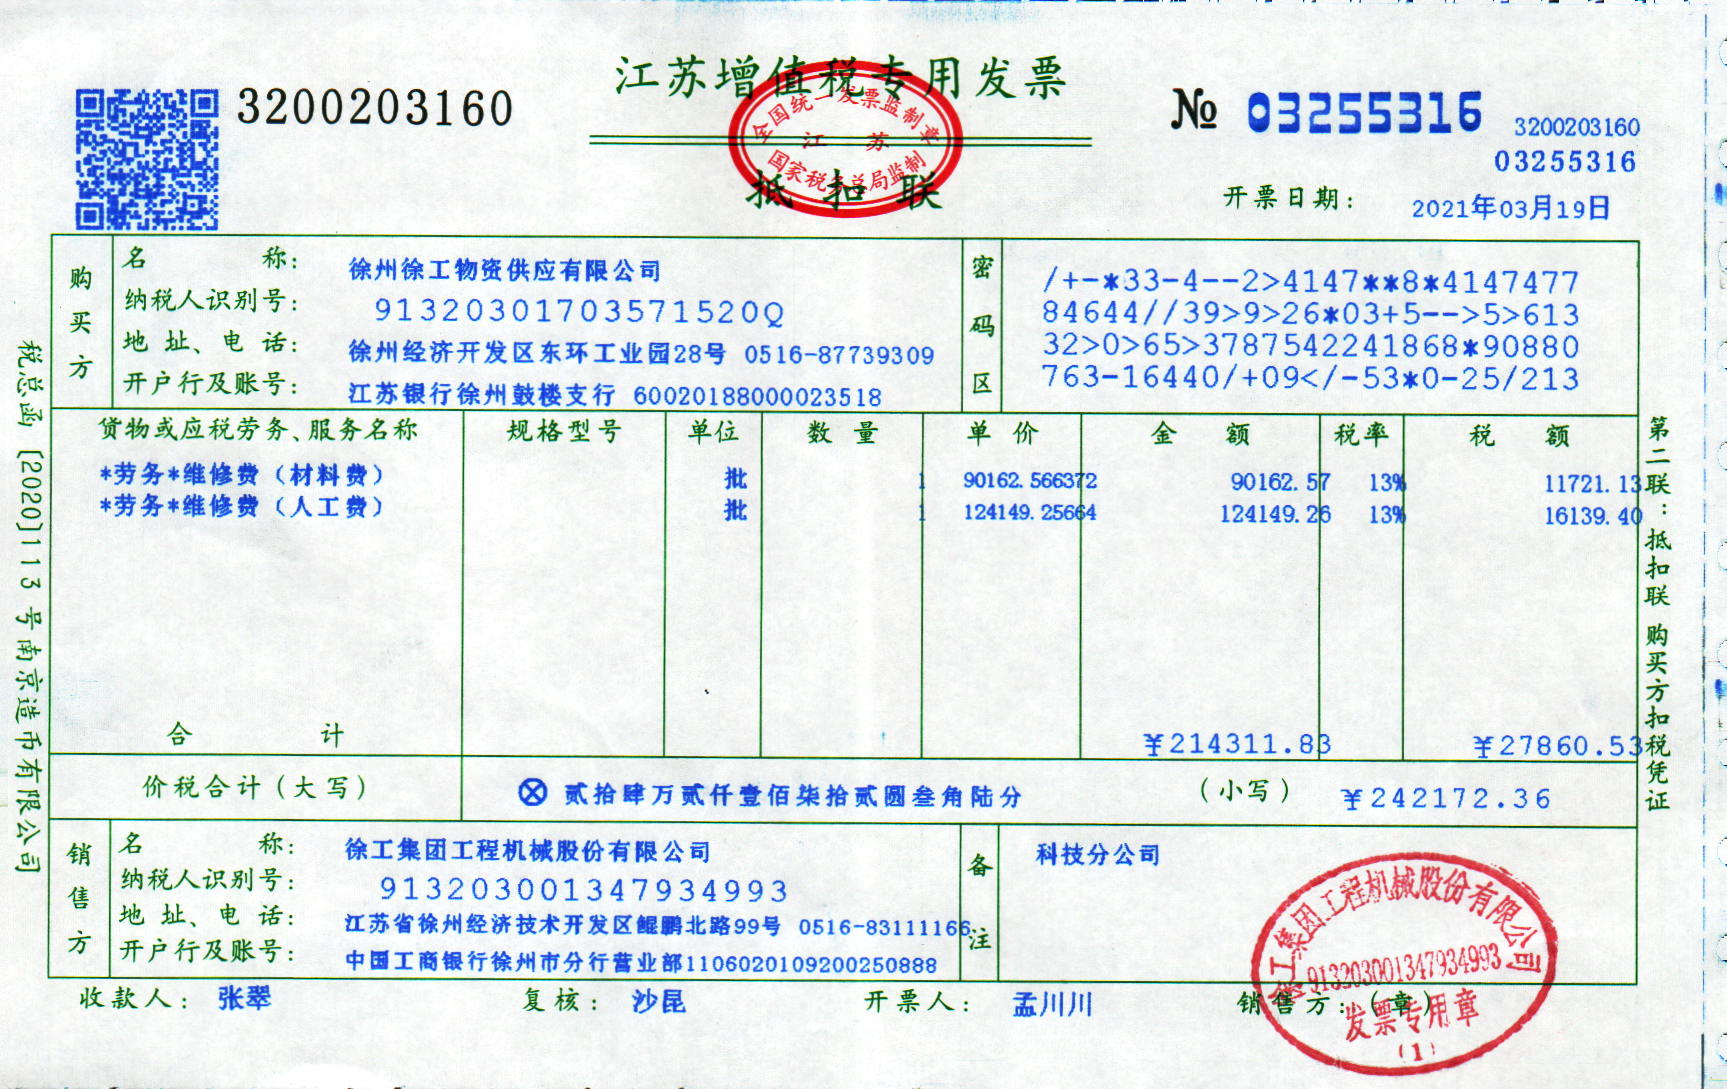 江苏增值税专用发票
3200203160
№ 03255316
3200203160
03255316
全国统一发票监制章
江 苏
国家税务总局监制
抵扣联
开票日期: 2021年03月19日
购买方
名 称: 徐州徐工物资供应有限公司
纳税人识别号: 91320301703571520Q
地 址、电 话: 徐州经济开发区东环工业园28号 0516-87739309
开户行及账号: 江苏银行徐州鼓楼支行 60020188000023518
密码区
/+-*33-4--2>4147**8*4147477
84644//39>9>26*03+5-->5>613
32>0>65>3787542241868*90880
763-16440/+09</-53*0-25/213
货物或应税劳务、服务名称 规格型号 单位 数量 单价 金额 税率 税额
*劳务*维修费(材料费) 批 1 90162.566372 90162.57 13% 11721.13
*劳务*维修费(人工费) 批 1 124149.25664 124149.26 13% 16139.40
合 计 ¥214311.83 ¥27860.53
价税合计(大写) ⊗贰拾肆万贰仟壹佰柒拾贰圆叁角陆分 (小写) ¥242172.36
销售方
名 称: 徐工集团工程机械股份有限公司
纳税人识别号: 913203001347934993
地 址、电 话: 江苏省徐州经济技术开发区鲲鹏北路99号 0516-83111166
开户行及账号: 中国工商银行徐州市分行营业部1106020109200250888
备注
科技分公司
收款人: 张翠 复核: 沙昆 开票人: 孟川川 销售方:(章)
徐工集团工程机械股份有限公司
913203001347934993
发票专用章
(1)
税总函[2020]113号南京造币有限公司
第二联:抵扣联 购买方扣税凭证